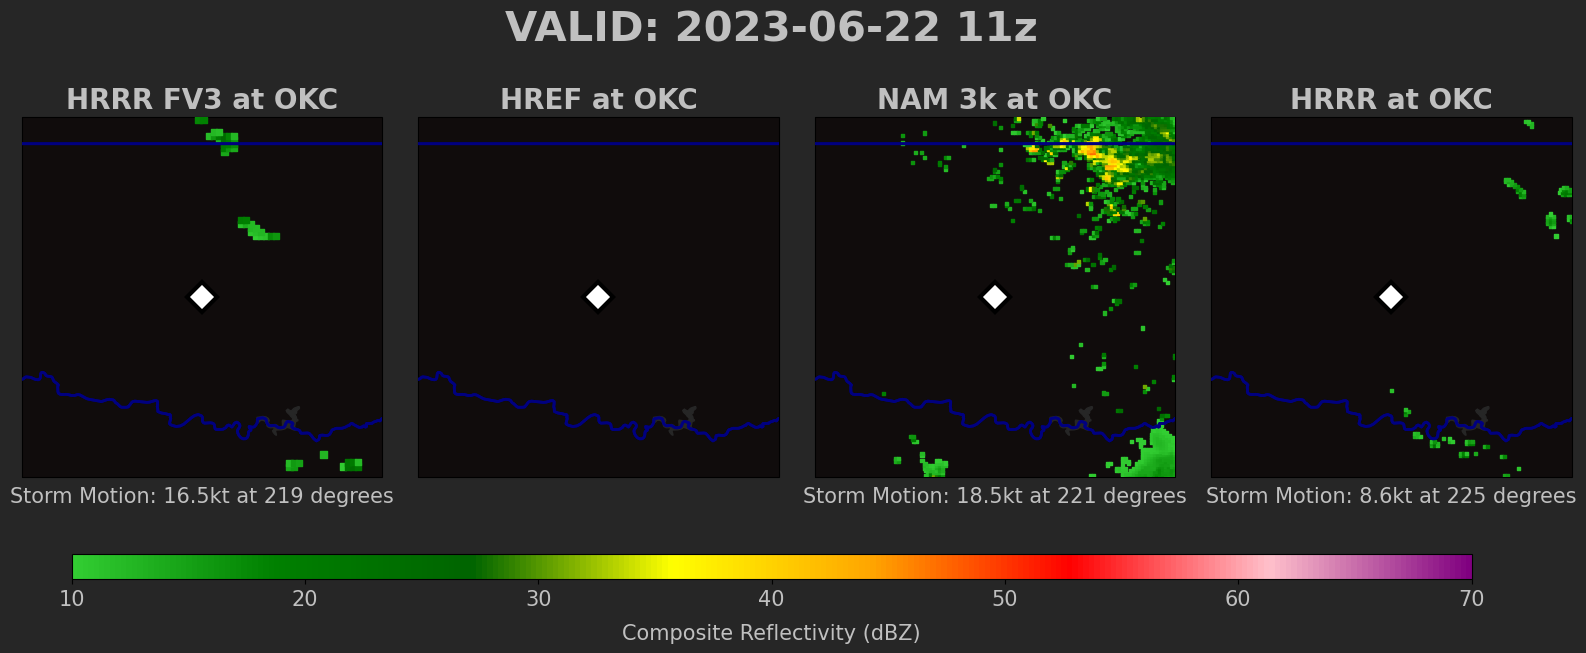 VALID: 2023-06-22 11z
HRRR FV3 at OKC
HREF at OKC
NAM 3k at OKC
HRRR at OKC
Storm Motion: 16.5kt at 219 degrees
Storm Motion: 18.5kt at 221 degrees
Storm Motion: 8.6kt at 225 degrees
10 20 30 40 50 60 70
Composite Reflectivity (dBZ)